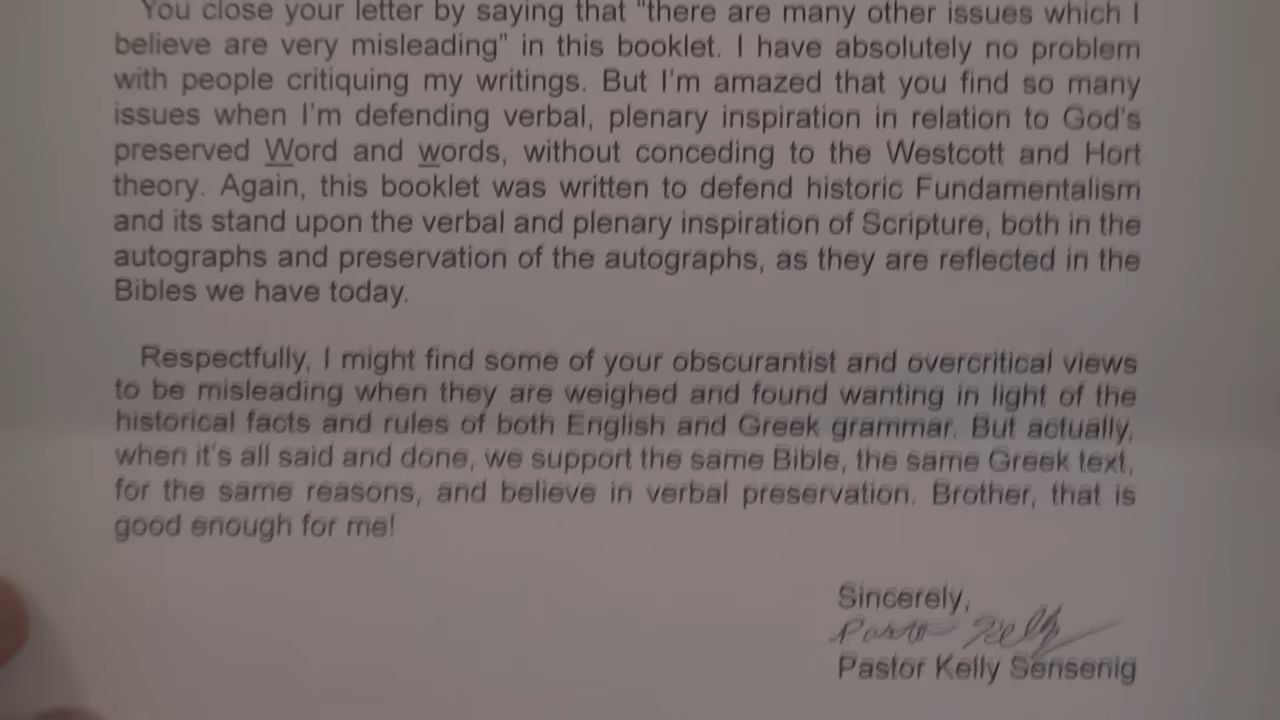 You close your letter by saying that "there are many other issues which I
believe are very misleading” in this booklet. I have absolutely no problem
with people critiquing my writings. But I'm amazed that you find so many
issues when I'm defending verbal, plenary inspiration in relation to God's
preserved Word and words, without conceding to the Westcott and Hort
theory. Again, this booklet was written to defend historic Fundamentalism
and its stand upon the verbal and plenary inspiration of Scripture, both in the
autographs and preservation of the autographs, as they are reflected in the
Bibles we have today.
Respectfully, I might find some of your obscurantist and overcritical views
to be misleading when they are weighed and found wanting in light of the
historical facts and rules of both English and Greek grammar. But actually,
when it's all said and done, we support the same Bible, the same Greek text,
for the same reasons, and believe in verbal preservation. Brother, that is
good enough for me!
Sincerely,
Pastor Kelly
Pastor Kelly Sensenig